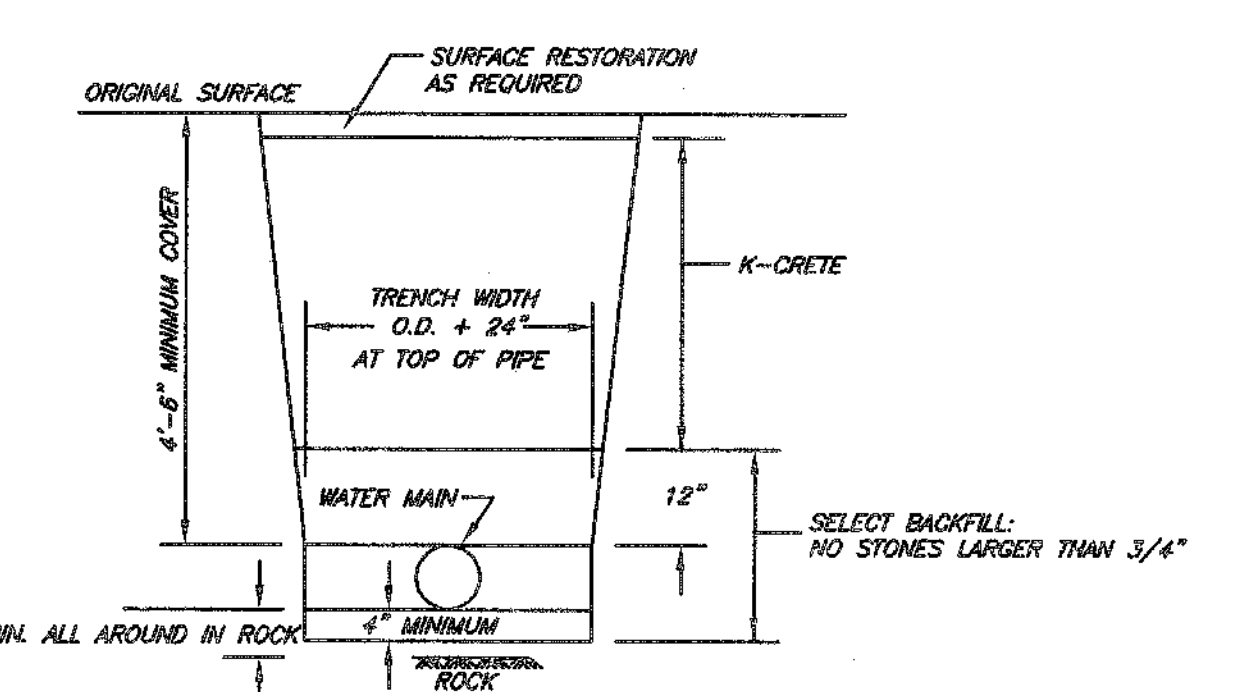 SURFACE RESTORATION
AS REQUIRED
ORIGINAL SURFACE
4'-6" MINIMUM COVER
K-CRETE
TRENCH WIDTH
O.D. + 24"
AT TOP OF PIPE
WATER MAIN
12"
SELECT BACKFILL:
NO STONES LARGER THAN 3/4"
ALL AROUND IN ROCK
4" MINIMUM
ROCK